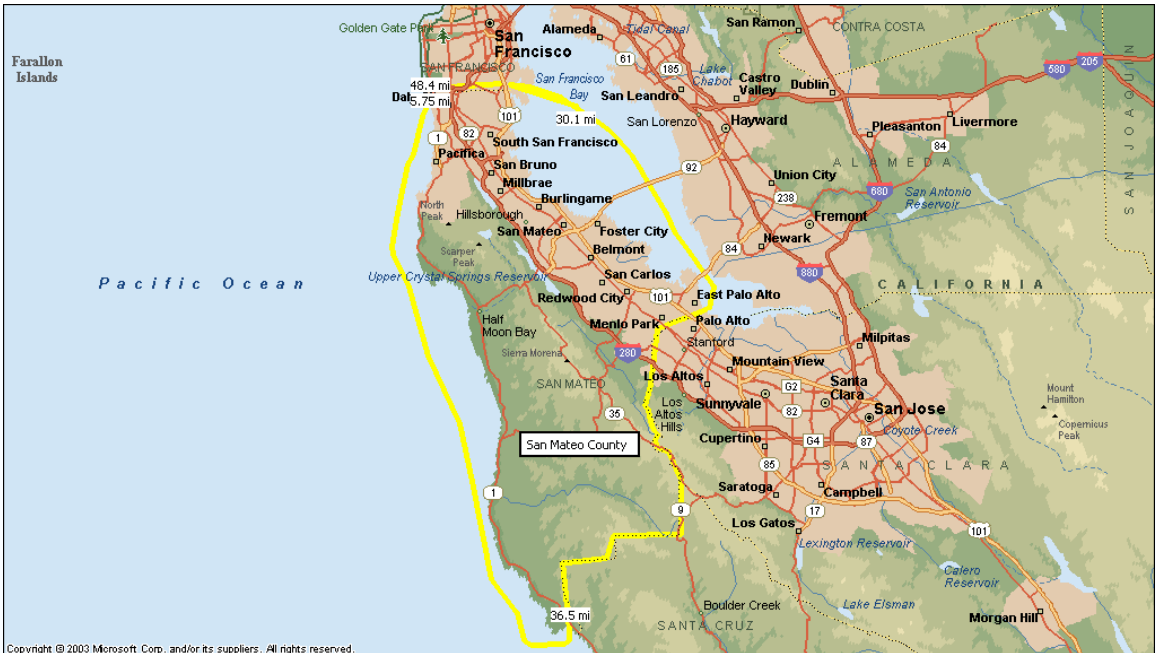 Golden Gate Park
San
Francisco
SAN FRANCISCO
Alameda
Tidal Canal
San Ramon
CONTRA COSTA
Farallon
Islands
61
185
Lake
Chabot
Castro
Valley
Dublin
580
205
SAN JOAQUIN
48.4 mi
5.75 mi
San Francisco
Bay
San Leandro
30.1 mi
101
San Lorenzo
Hayward
Livermore
Pleasanton
84
1
82
South San Francisco
Pacifica
San Bruno
Millbrae
92
ALAMEDA
Union City
680
San Antonio
Reservoir
238
North
Peak
Burlingame
Hillsborough
San Mateo
Foster City
Fremont
Scarper
Peak
Belmont
84
Newark
880
Pacific Ocean
Upper Crystal Springs Reservoir
San Carlos
CALIFORNIA
Redwood City
101
East Palo Alto
Half
Moon Bay
Menlo Park
Palo Alto
Stanford
Milpitas
Sierra Morena
280
Mountain View
SAN MATEO
Los Altos
G2
Santa
Clara
Mount
Hamilton
Sunnyvale
82
San Jose
35
Los
Altos
Hills
Copernicus
Peak
San Mateo County
Cupertino
G4
87
Coyote Creek
85
SANTA CLARA
1
Saratoga
Campbell
9
Los Gatos
17
101
Lexington Reservoir
Calero
Reservoir
36.5 mi
Boulder Creek
Lake Elsman
SANTA CRUZ
Morgan Hill
Copyright © 2003 Microsoft Corp. and/or its suppliers. All rights reserved.